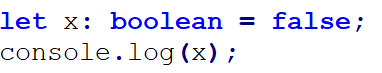 let x: boolean = false;
console.log(x);